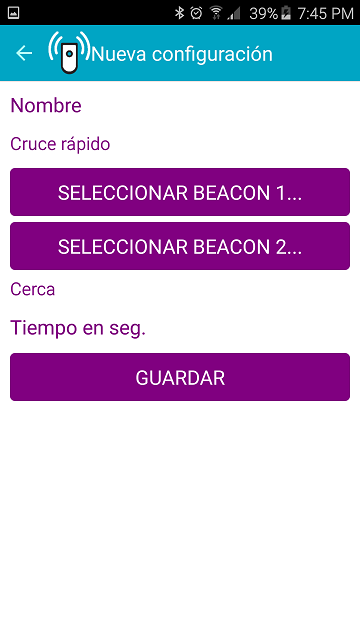 39% 7:45 PM
Nueva configuración
Nombre
Cruce rápido
SELECCIONAR BEACON 1...
SELECCIONAR BEACON 2...
Cerca
Tiempo en seg.
GUARDAR